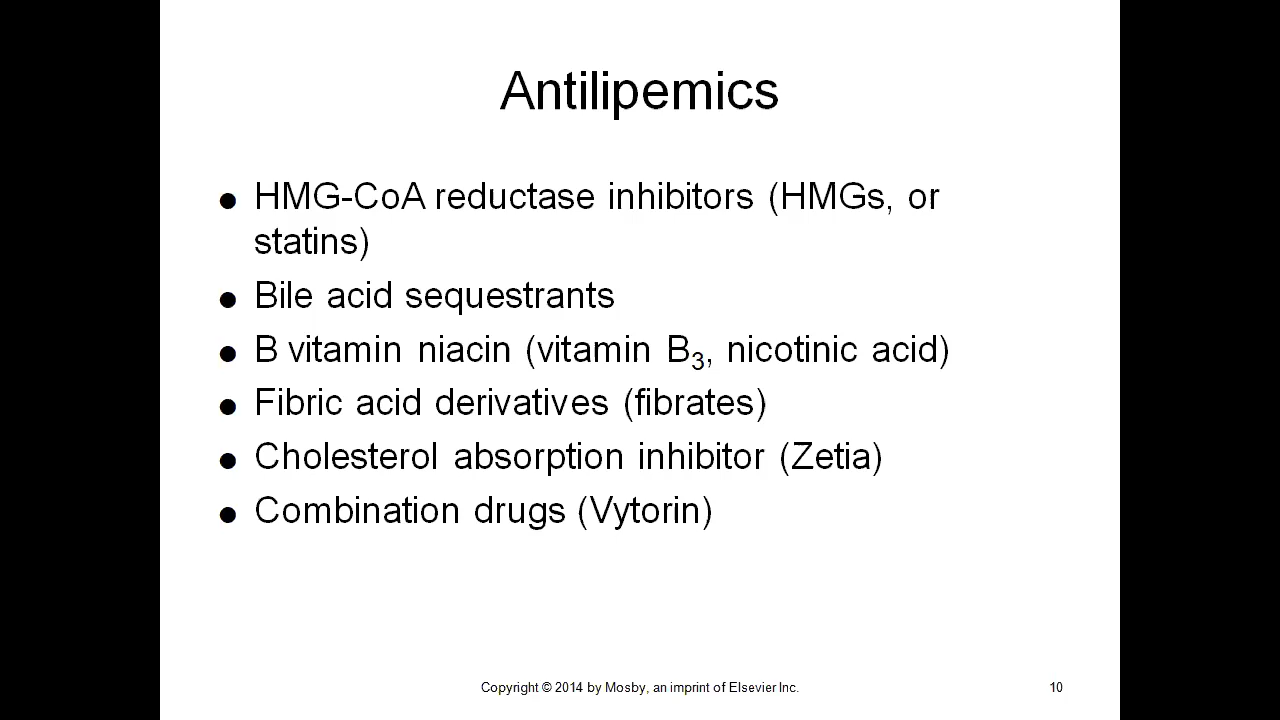 Antilipemics
● HMG-CoA reductase inhibitors (HMGs, or
statins)
● Bile acid sequestrants
● B vitamin niacin (vitamin B₃, nicotinic acid)
● Fibric acid derivatives (fibrates)
● Cholesterol absorption inhibitor (Zetia)
● Combination drugs (Vytorin)
Copyright © 2014 by Mosby, an imprint of Elsevier Inc.
10